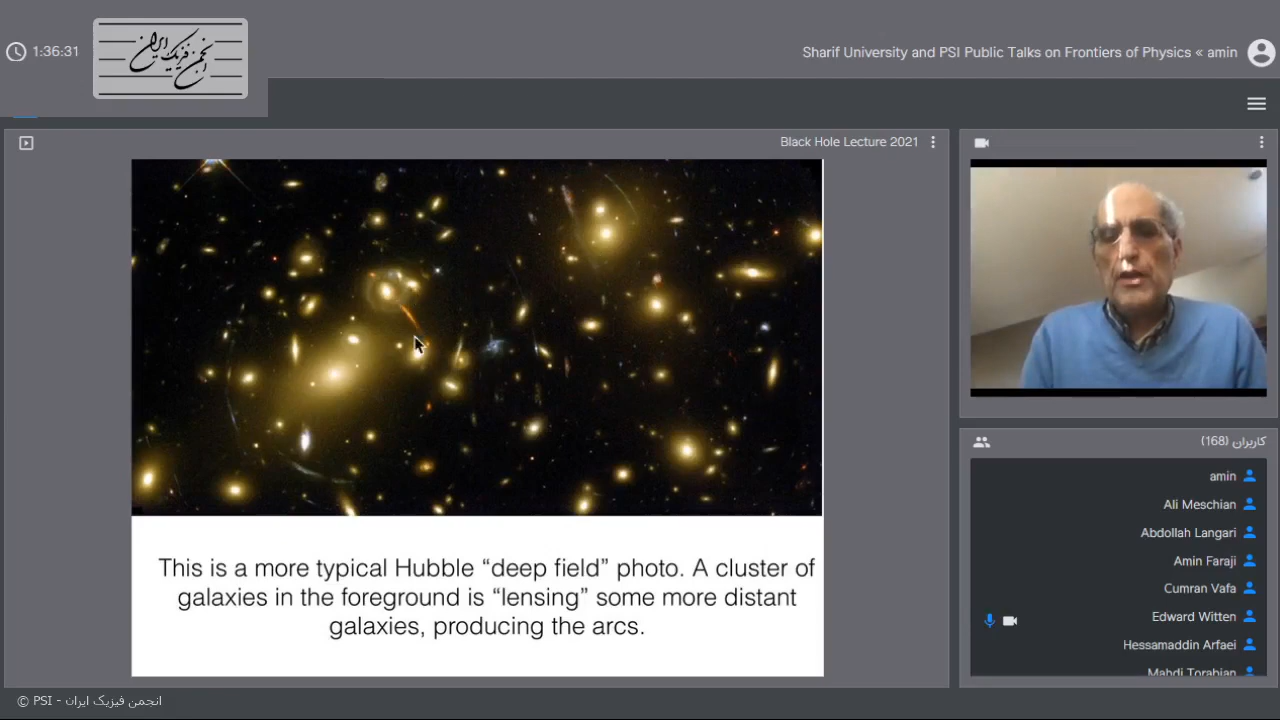 1:36:31
انجمن فیزیک ایران
Sharif University and PSI Public Talks on Frontiers of Physics « amin
Black Hole Lecture 2021
This is a more typical Hubble “deep field” photo. A cluster of
galaxies in the foreground is “lensing” some more distant
galaxies, producing the arcs.
کاربران (168)
amin
Ali Meschian
Abdollah Langari
Amin Faraji
Cumran Vafa
Edward Witten
Hessamaddin Arfaei
Mahdi Torabian
© PSI - انجمن فیزیک ایران